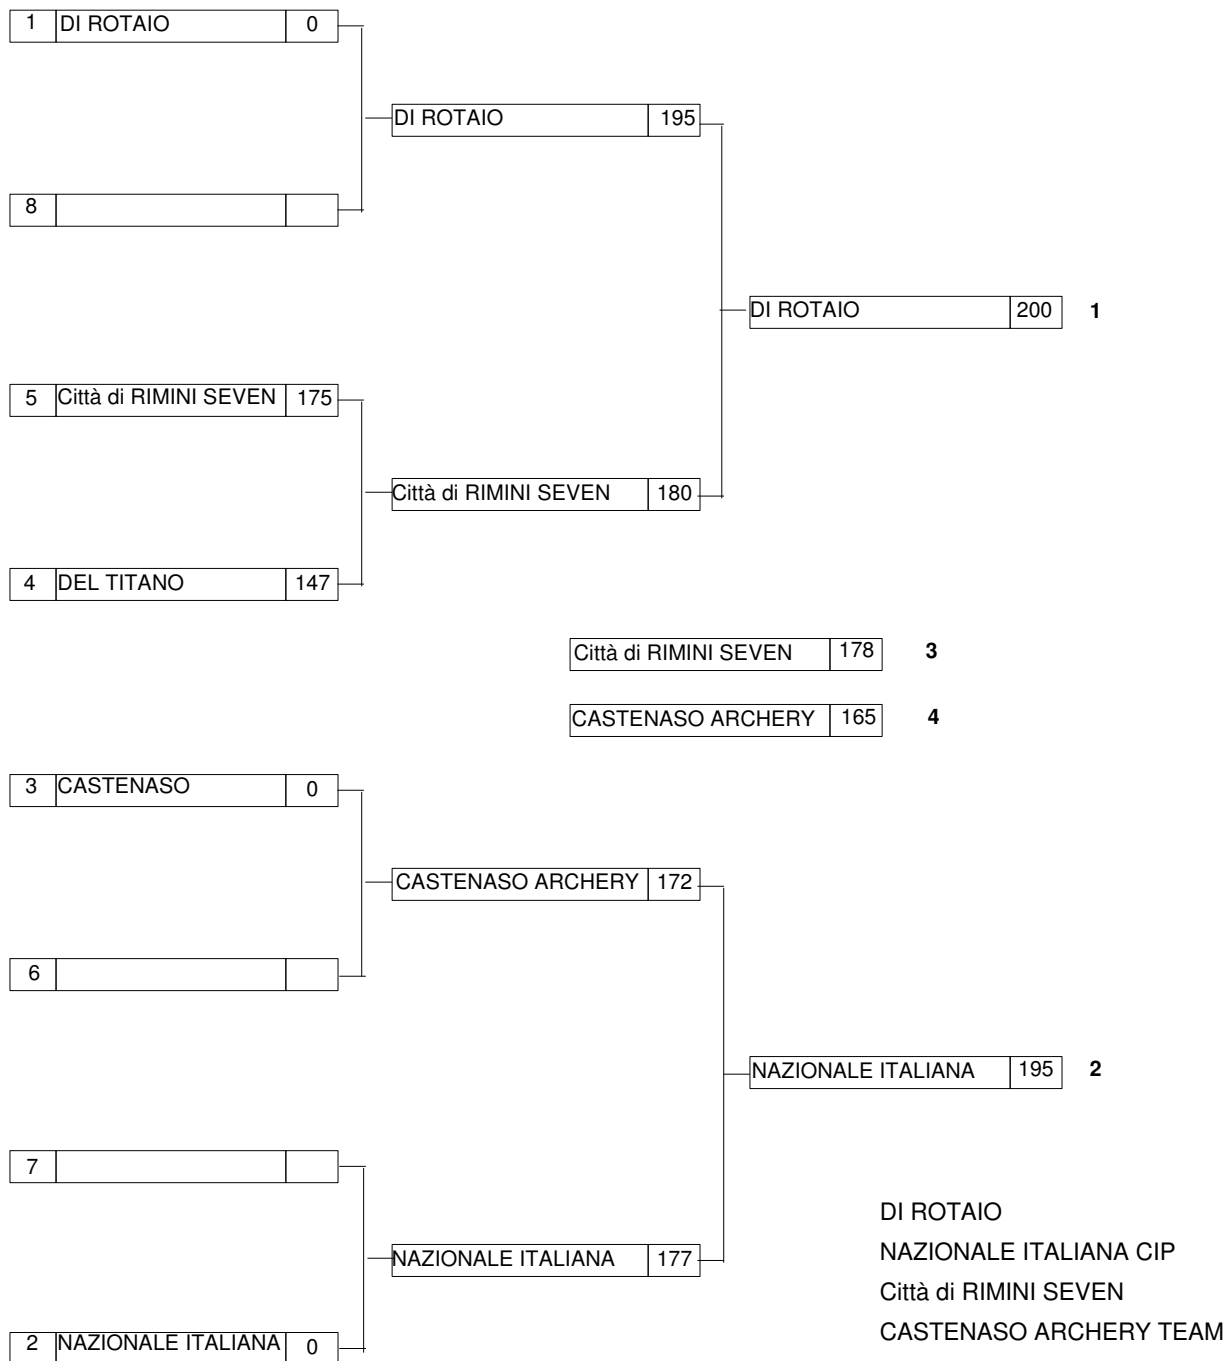 1 DI ROTAIO 0
DI ROTAIO 195
8
DI ROTAIO 200 1
5 Città di RIMINI SEVEN 175
Città di RIMINI SEVEN 180
4 DEL TITANO 147
Città di RIMINI SEVEN 178 3
CASTENASO ARCHERY 165 4
3 CASTENASO 0
CASTENASO ARCHERY 172
6
NAZIONALE ITALIANA 195 2
7
DI ROTAIO
NAZIONALE ITALIANA CIP
NAZIONALE ITALIANA 177
Città di RIMINI SEVEN
CASTENASO ARCHERY TEAM
2 NAZIONALE ITALIANA 0